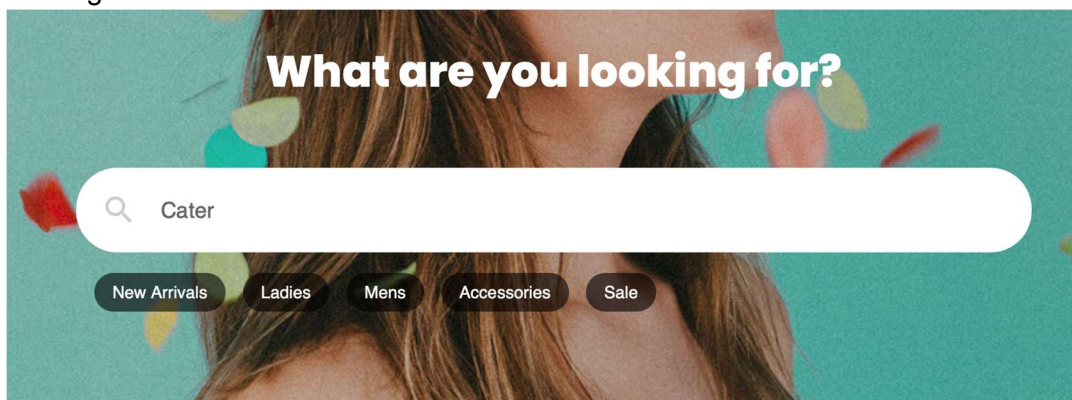 What are you looking for?
Cater
New Arrivals Ladies Mens Accessories Sale